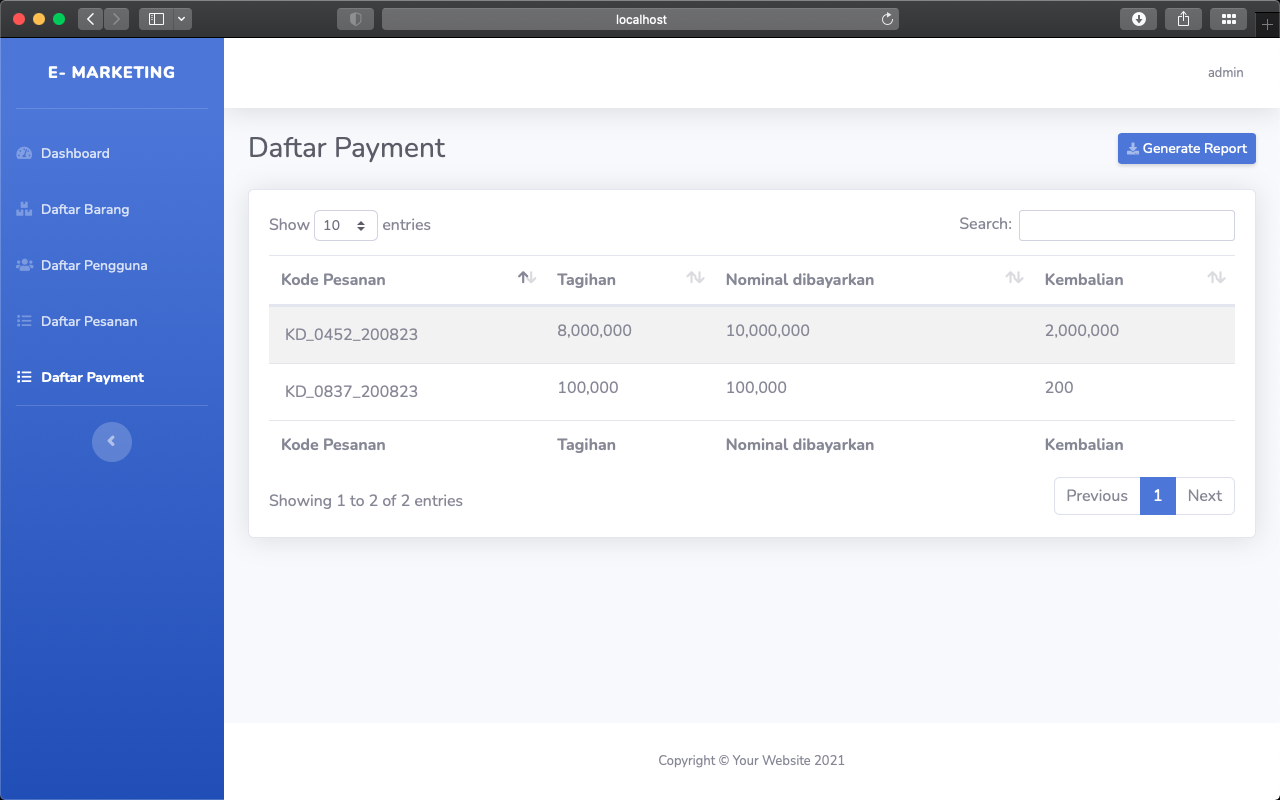 localhost
E- MARKETING
admin
Dashboard
Daftar Barang
Daftar Pengguna
Daftar Pesanan
Daftar Payment
Daftar Payment
Generate Report
Show 10 entries
Search:
Kode Pesanan Tagihan Nominal dibayarkan Kembalian
KD_0452_200823 8,000,000 10,000,000 2,000,000
KD_0837_200823 100,000 100,000 200
Kode Pesanan Tagihan Nominal dibayarkan Kembalian
Showing 1 to 2 of 2 entries
Previous 1 Next
Copyright © Your Website 2021